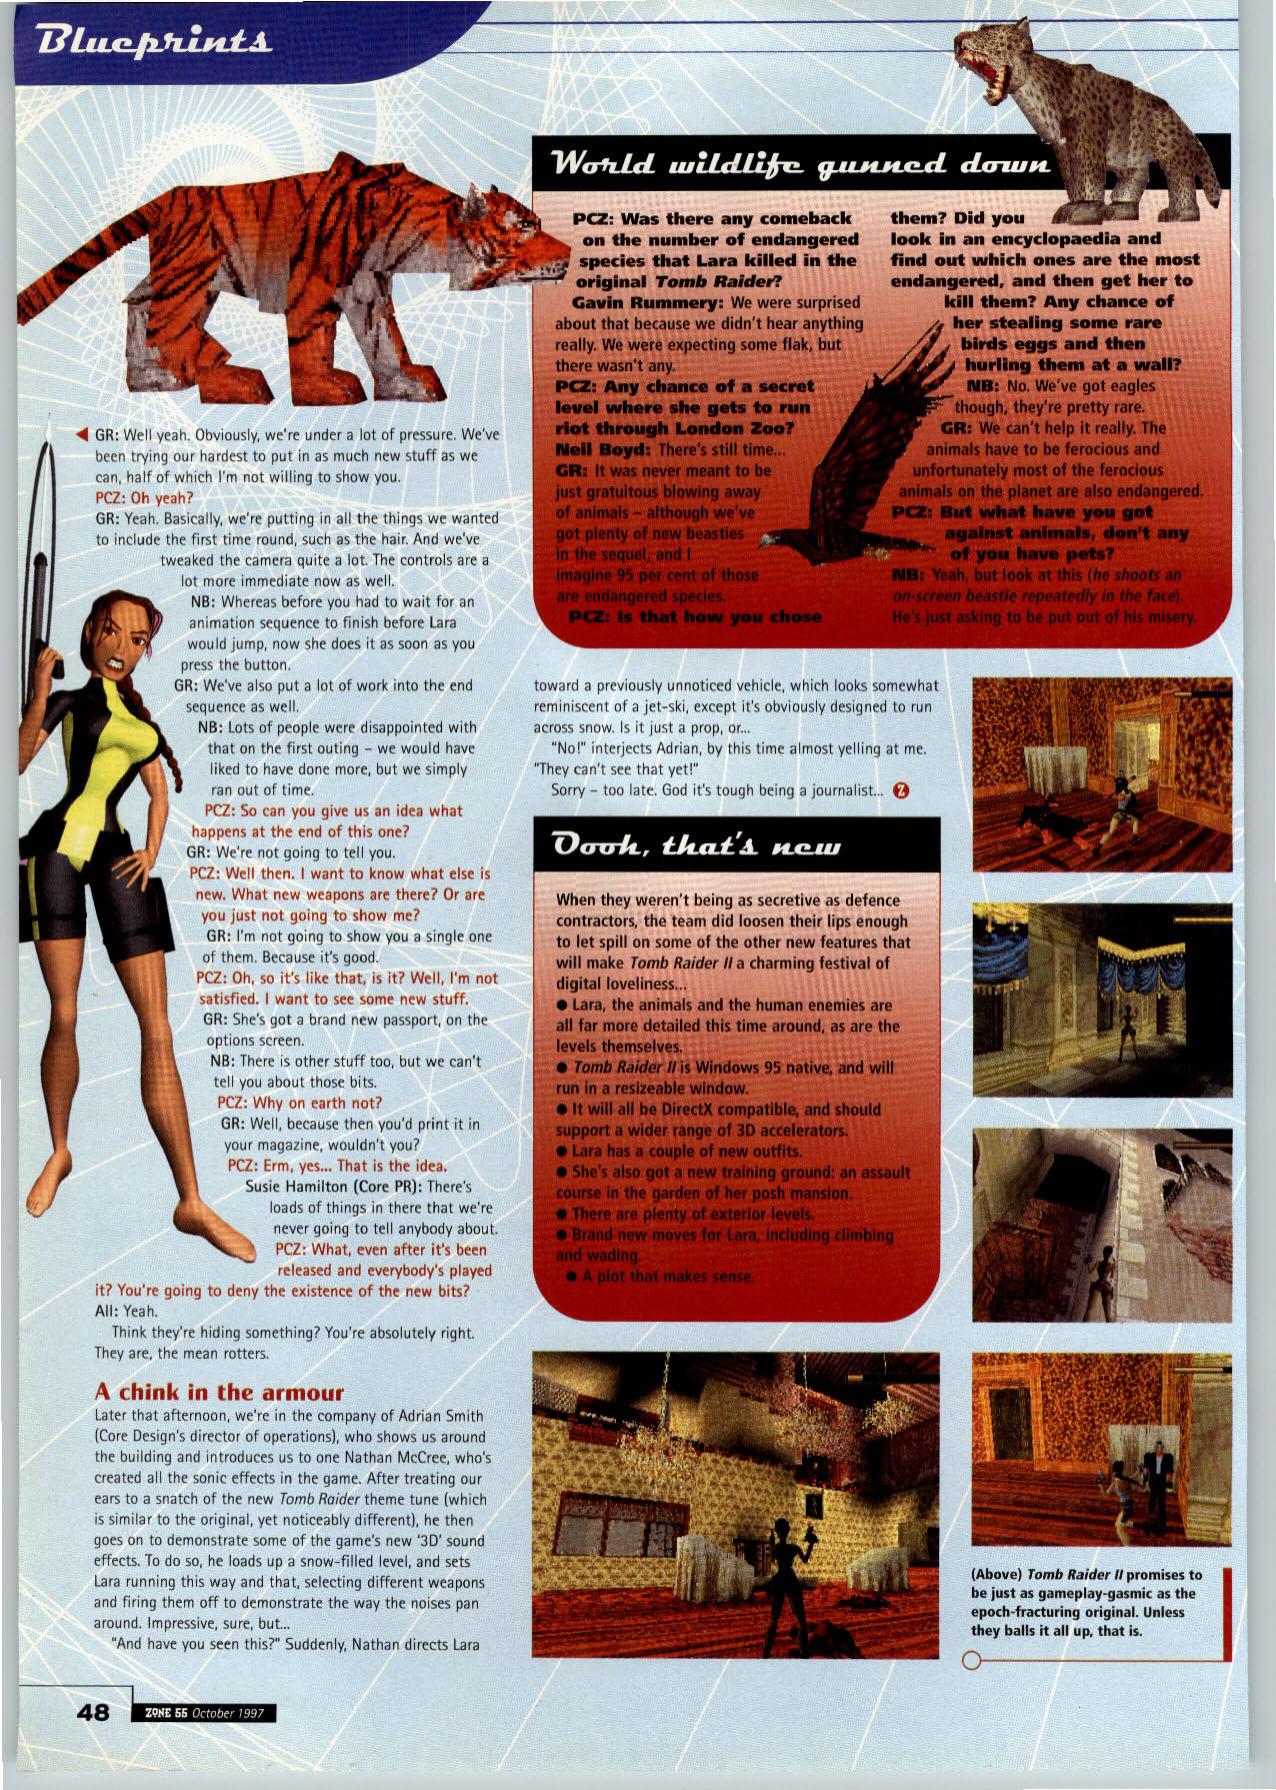 Blueprints
◀ GR: Well yeah. Obviously, we're under a lot of pressure. We've
been trying our hardest to put in as much new stuff as we
can, half of which I'm not willing to show you.
PCZ: Oh yeah?
GR: Yeah. Basically, we're putting in all the things we wanted
to include the first time round, such as the hair. And we've
tweaked the camera quite a lot. The controls are a
lot more immediate now as well.
NB: Whereas before you had to wait for an
animation sequence to finish before Lara
would jump, now she does it as soon as you
press the button.
GR: We've also put a lot of work into the end
sequence as well.
NB: Lots of people were disappointed with
that on the first outing – we would have
liked to have done more, but we simply
ran out of time.
PCZ: So can you give us an idea what
happens at the end of this one?
GR: We're not going to tell you.
PCZ: Well then. I want to know what else is
new. What new weapons are there? Or are
you just not going to show me?
GR: I'm not going to show you a single one
of them. Because it's good.
PCZ: Oh, so it's like that, is it? Well, I'm not
satisfied. I want to see some new stuff.
GR: She's got a brand new passport, on the
options screen.
NB: There is other stuff too, but we can't
tell you about those bits.
PCZ: Why on earth not?
GR: Well, because then you'd print it in
your magazine, wouldn't you?
PCZ: Erm, yes... That is the idea.
Susie Hamilton (Core PR): There's
loads of things in there that we're
never going to tell anybody about.
PCZ: What, even after it's been
released and everybody's played
it? You're going to deny the existence of the new bits?
All: Yeah.
Think they're hiding something? You're absolutely right.
They are, the mean rotters.
A chink in the armour
Later that afternoon, we're in the company of Adrian Smith
(Core Design's director of operations), who shows us around
the building and introduces us to one Nathan McCree, who's
created all the sonic effects in the game. After treating our
ears to a snatch of the new Tomb Raider theme tune (which
is similar to the original, yet noticeably different), he then
goes on to demonstrate some of the game's new '3D' sound
effects. To do so, he loads up a snow-filled level, and sets
Lara running this way and that, selecting different weapons
and firing them off to demonstrate the way the noises pan
around. Impressive, sure, but...
"And have you seen this?" Suddenly, Nathan directs Lara
toward a previously unnoticed vehicle, which looks somewhat
reminiscent of a jet-ski, except it's obviously designed to run
across snow. Is it just a prop, or...
"No!" interjects Adrian, by this time almost yelling at me.
"They can't see that yet!"
Sorry – too late. God it's tough being a journalist... Z
World wildlife gunned down
PCZ: Was there any comeback
on the number of endangered
species that Lara killed in the
original Tomb Raider?
Gavin Rummery: We were surprised
about that because we didn't hear anything
really. We were expecting some flak, but
there wasn't any.
PCZ: Any chance of a secret
level where she gets to run
riot through London Zoo?
Neil Boyd: There's still time...
GR: It was never meant to be
just gratuitous blowing away
of animals – although we've
got plenty of new beasties
in the sequel, and I
imagine 95 per cent of those
are endangered species.
PCZ: Is that how you chose
them? Did you
look in an encyclopaedia and
find out which ones are the most
endangered, and then get her to
kill them? Any chance of
her stealing some rare
birds eggs and then
hurling them at a wall?
NB: No. We've got eagles
though, they're pretty rare.
GR: We can't help it really. The
animals have to be ferocious and
unfortunately most of the ferocious
animals on the planet are also endangered.
PCZ: But what have you got
against animals, don't any
of you have pets?
NB: Yeah, but look at this (he shoots an
on-screen beastie repeatedly in the face).
He's just asking to be put out of his misery.
Oooh, that's new
When they weren't being as secretive as defence
contractors, the team did loosen their lips enough
to let spill on some of the other new features that
will make Tomb Raider II a charming festival of
digital loveliness...
● Lara, the animals and the human enemies are
all far more detailed this time around, as are the
levels themselves.
● Tomb Raider II is Windows 95 native, and will
run in a resizeable window.
● It will all be DirectX compatible, and should
support a wider range of 3D accelerators.
● Lara has a couple of new outfits.
● She's also got a new training ground: an assault
course in the garden of her posh mansion.
● There are plenty of exterior levels.
● Brand new moves for Lara, including climbing
and wading.
● A plot that makes sense.
(Above) Tomb Raider II promises to
be just as gameplay-gasmic as the
epoch-fracturing original. Unless
they balls it all up, that is.
48 ZONE 55 October 1997